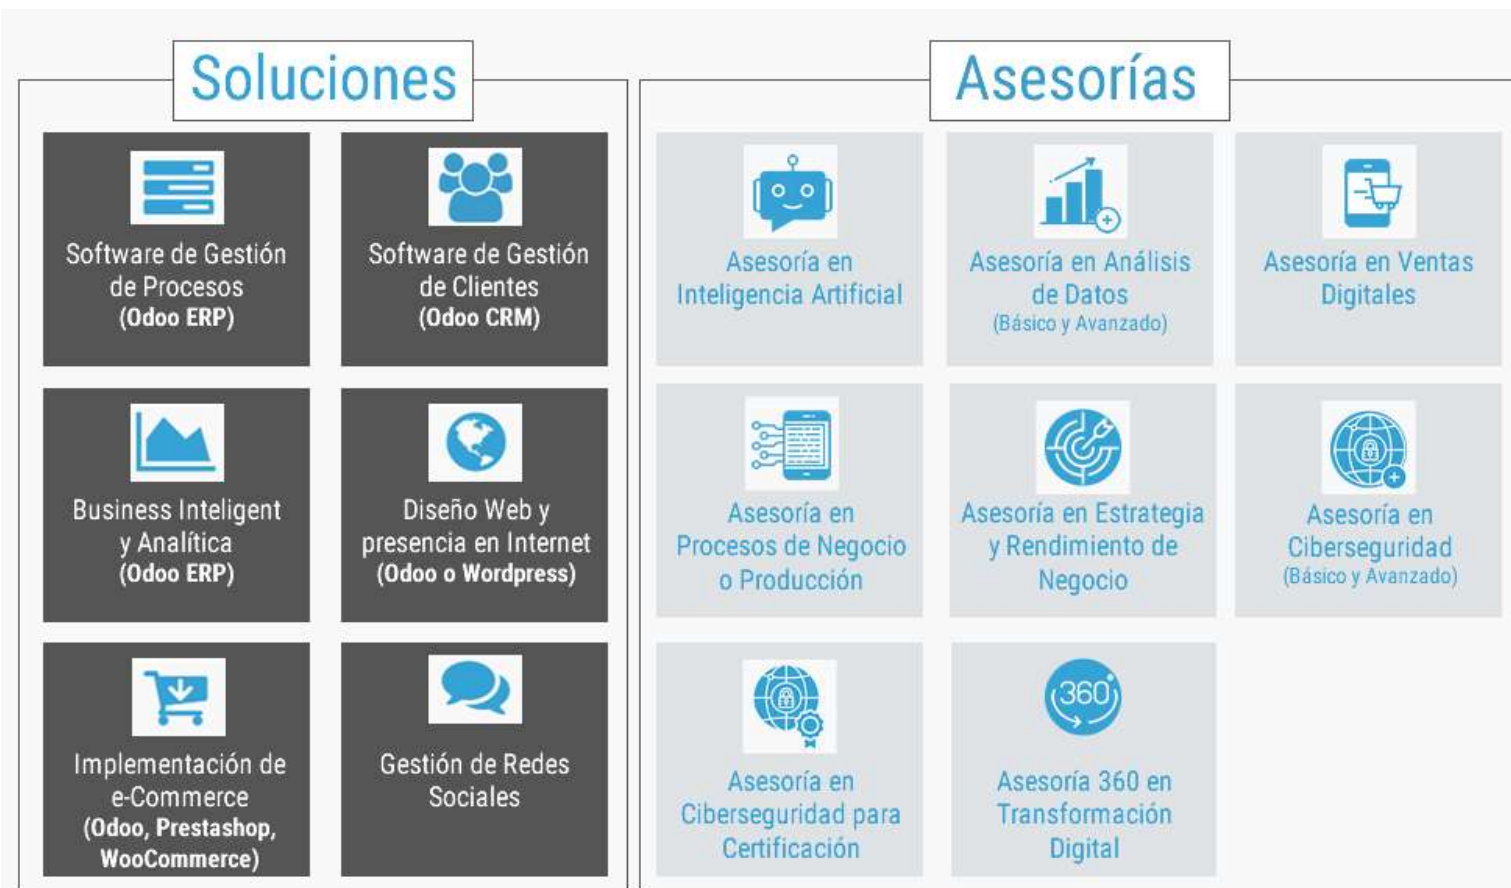 Soluciones
Software de Gestión
de Procesos
(Odoo ERP)
Software de Gestión
de Clientes
(Odoo CRM)
Business Inteligent
y Analítica
(Odoo ERP)
Diseño Web y
presencia en Internet
(Odoo o Wordpress)
Implementación de
e-Commerce
(Odoo, Prestashop,
WooCommerce)
Gestión de Redes
Sociales
Asesorías
Asesoría en
Inteligencia Artificial
Asesoría en Análisis
de Datos
(Básico y Avanzado)
Asesoría en Ventas
Digitales
Asesoría en
Procesos de Negocio
o Producción
Asesoría en Estrategia
y Rendimiento de
Negocio
Asesoría en
Ciberseguridad
(Básico y Avanzado)
Asesoría en
Ciberseguridad para
Certificación
360°
Asesoría 360 en
Transformación
Digital